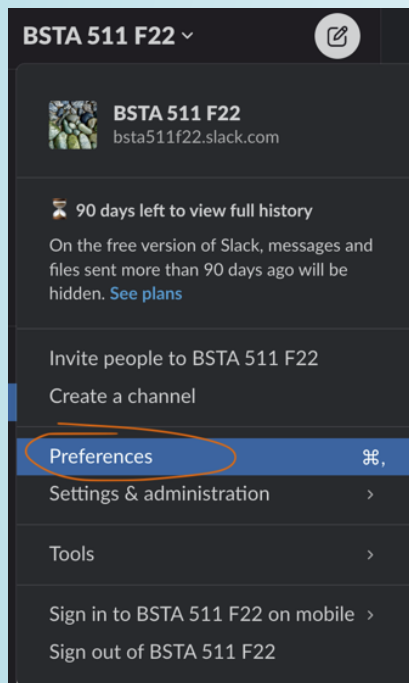 BSTA 511 F22
BSTA 511 F22
bsta511f22.slack.com
90 days left to view full history
On the free version of Slack, messages and
files sent more than 90 days ago will be
hidden. See plans
Invite people to BSTA 511 F22
Create a channel
Preferences ⌘,
Settings & administration
Tools
Sign in to BSTA 511 F22 on mobile
Sign out of BSTA 511 F22